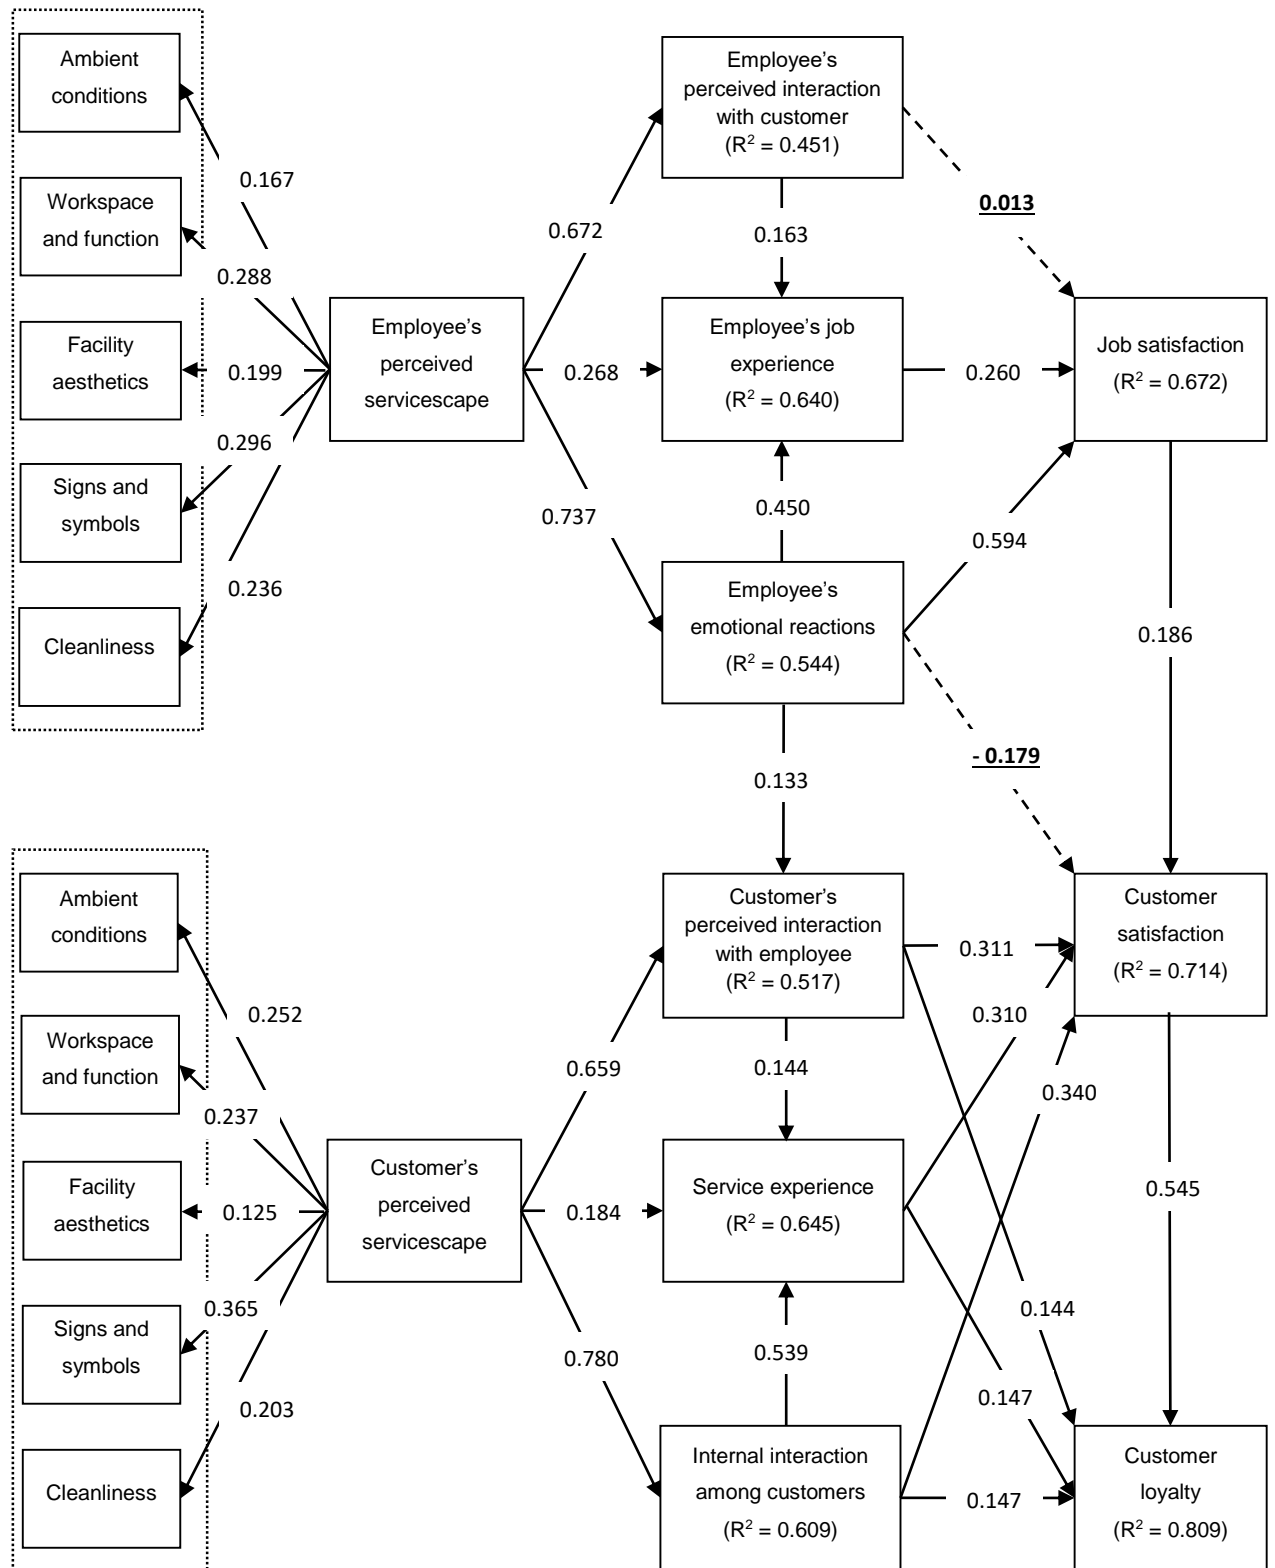 Ambient
conditions
Workspace
and function
Facility
aesthetics
Signs and
symbols
Cleanliness
0.167
0.288
0.199
0.296
0.236
Employee's
perceived
servicescape
0.672
0.268
0.737
Employee's
perceived interaction
with customer
(R² = 0.451)
0.163
Employee's job
experience
(R² = 0.640)
0.450
Employee's
emotional reactions
(R² = 0.544)
0.013
0.260
0.594
- 0.179
Job satisfaction
(R² = 0.672)
0.186
0.133
Ambient
conditions
Workspace
and function
Facility
aesthetics
Signs and
symbols
Cleanliness
0.252
0.237
0.125
0.365
0.203
Customer's
perceived
servicescape
0.659
0.184
0.780
Customer's
perceived interaction
with employee
(R² = 0.517)
0.144
Service experience
(R² = 0.645)
0.539
Internal interaction
among customers
(R² = 0.609)
0.311
0.310
0.340
0.144
0.147
0.147
Customer
satisfaction
(R² = 0.714)
0.545
Customer
loyalty
(R² = 0.809)